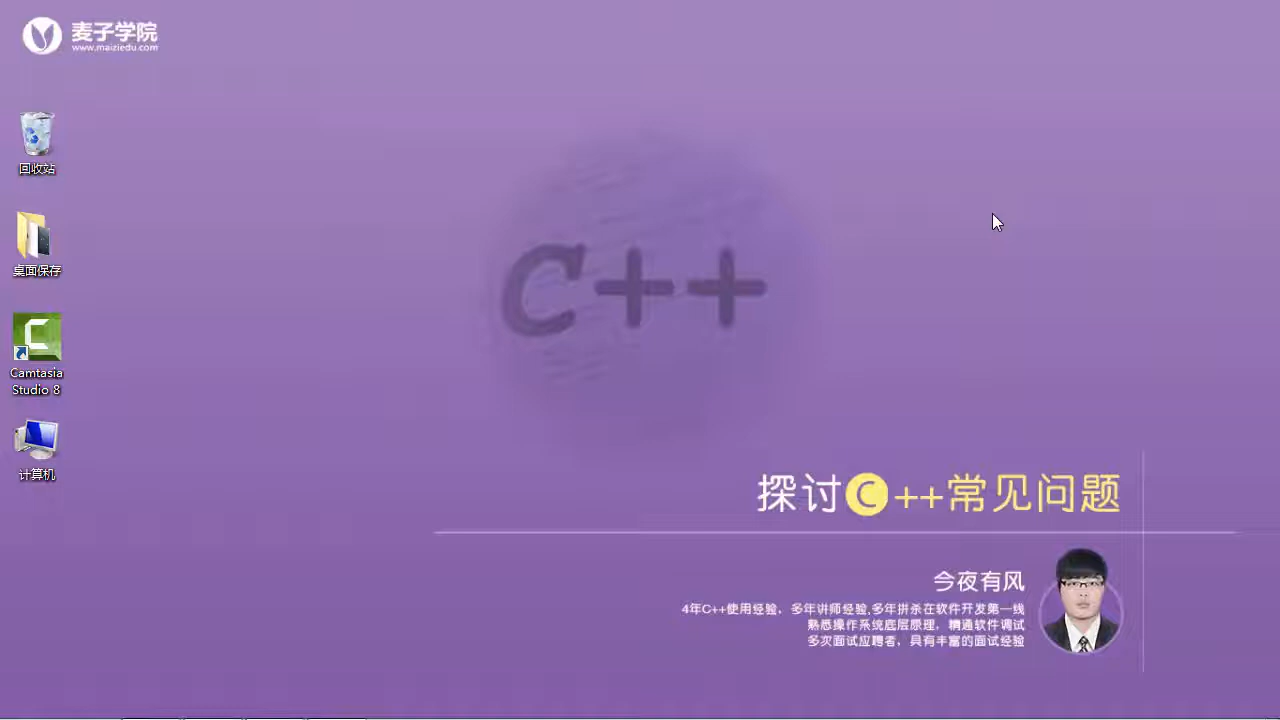 麦子学院
www.maiziedu.com
回收站
桌面保存
Camtasia
Studio 8
计算机
C++
探讨C++常见问题
今夜有风
4年C++使用经验，多年讲师经验,多年拼杀在软件开发第一线
熟悉操作系统底层原理，精通软件调试
多次面试应聘者，具有丰富的面试经验